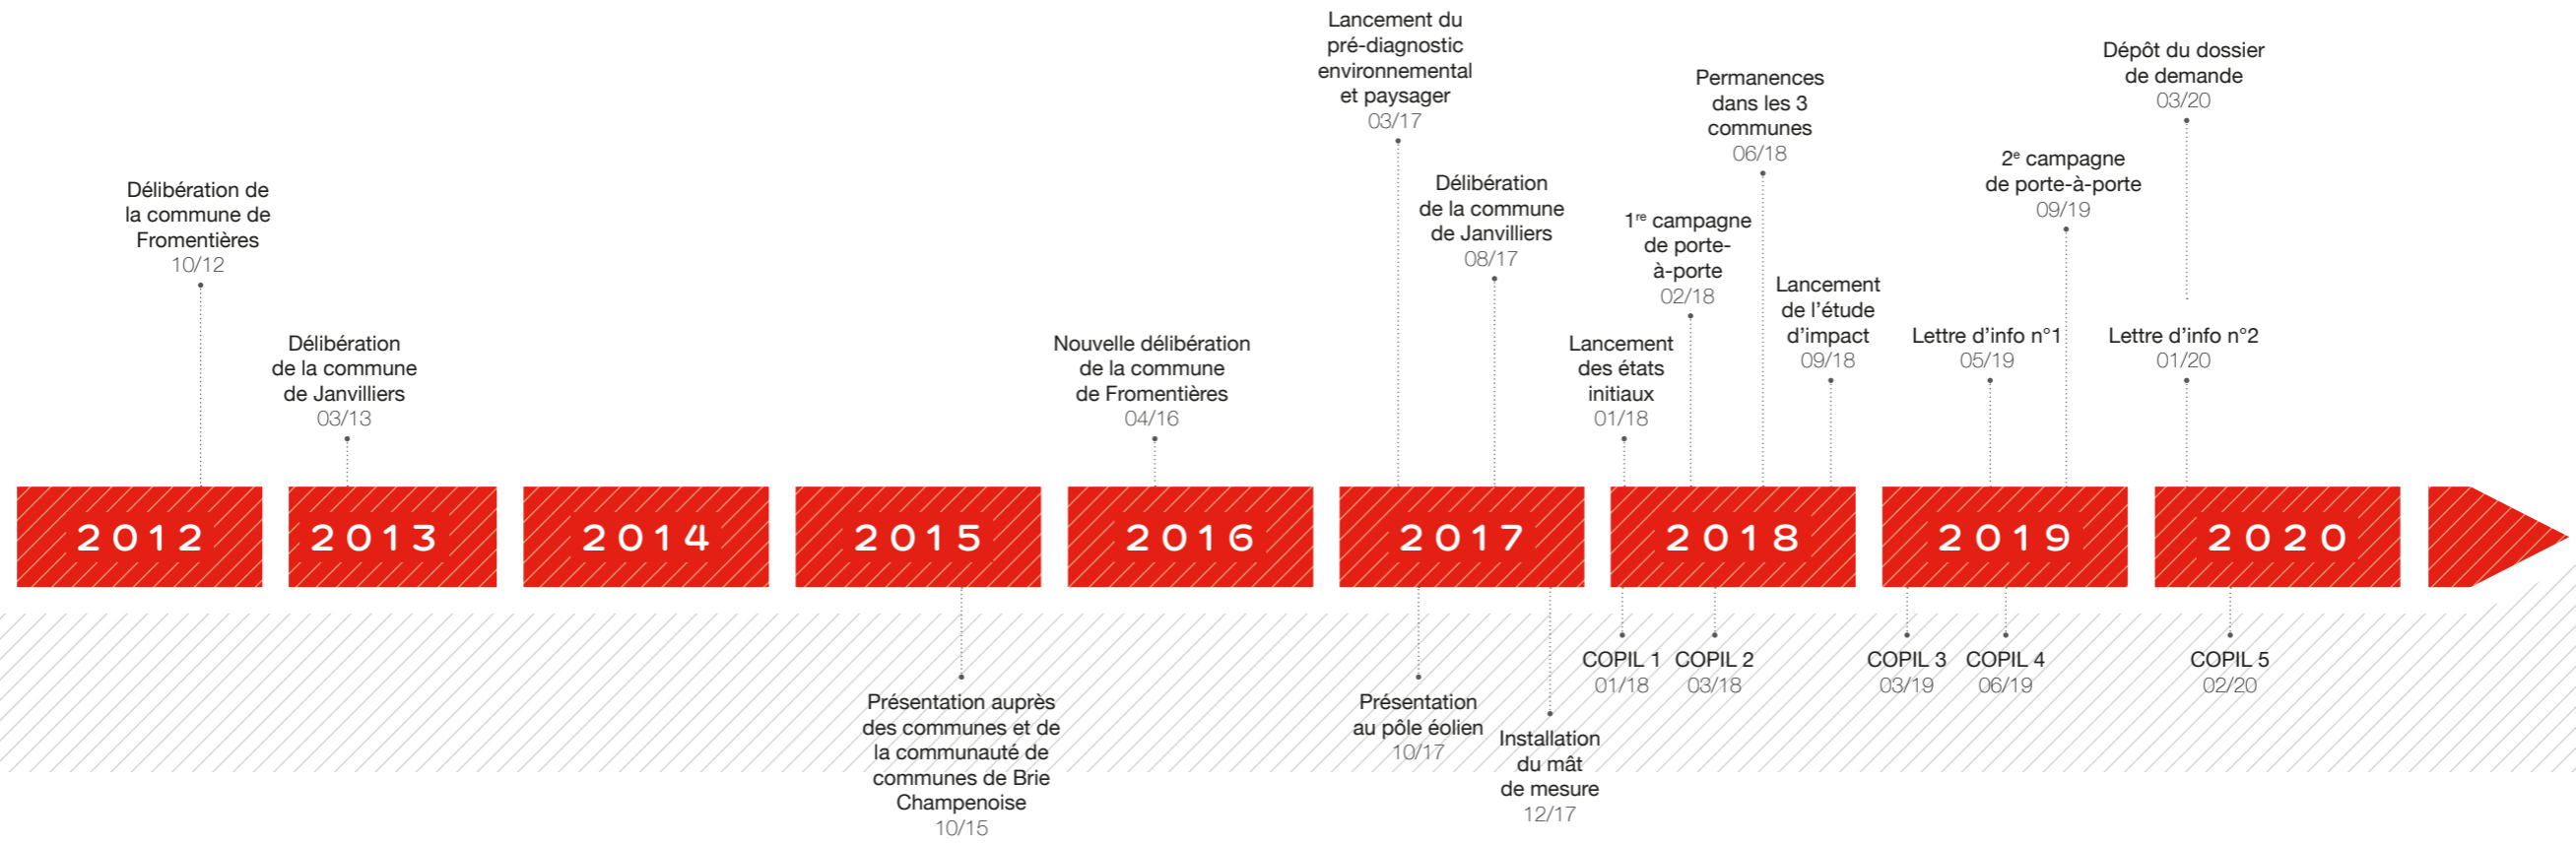 Délibération de
la commune de
Fromentières
10/12
Délibération
de la commune
de Janvilliers
03/13
Nouvelle délibération
de la commune
de Fromentières
04/16
Lancement du
pré-diagnostic
environnemental
et paysager
03/17
Délibération
de la commune
de Janvilliers
08/17
Lancement
des états
initiaux
01/18
1re campagne
de porte-
à-porte
02/18
Permanences
dans les 3
communes
06/18
Lancement
de l'étude
d'impact
09/18
Lettre d'info n°1
05/19
2e campagne
de porte-à-porte
09/19
Dépôt du dossier
de demande
03/20
Lettre d'info n°2
01/20
2012
2013
2014
2015
2016
2017
2018
2019
2020
Présentation auprès
des communes et de
la communauté de
communes de Brie
Champenoise
10/15
Présentation
au pôle éolien
10/17
Installation
du mât
de mesure
12/17
COPIL 1
01/18
COPIL 2
03/18
COPIL 3
03/19
COPIL 4
06/19
COPIL 5
02/20